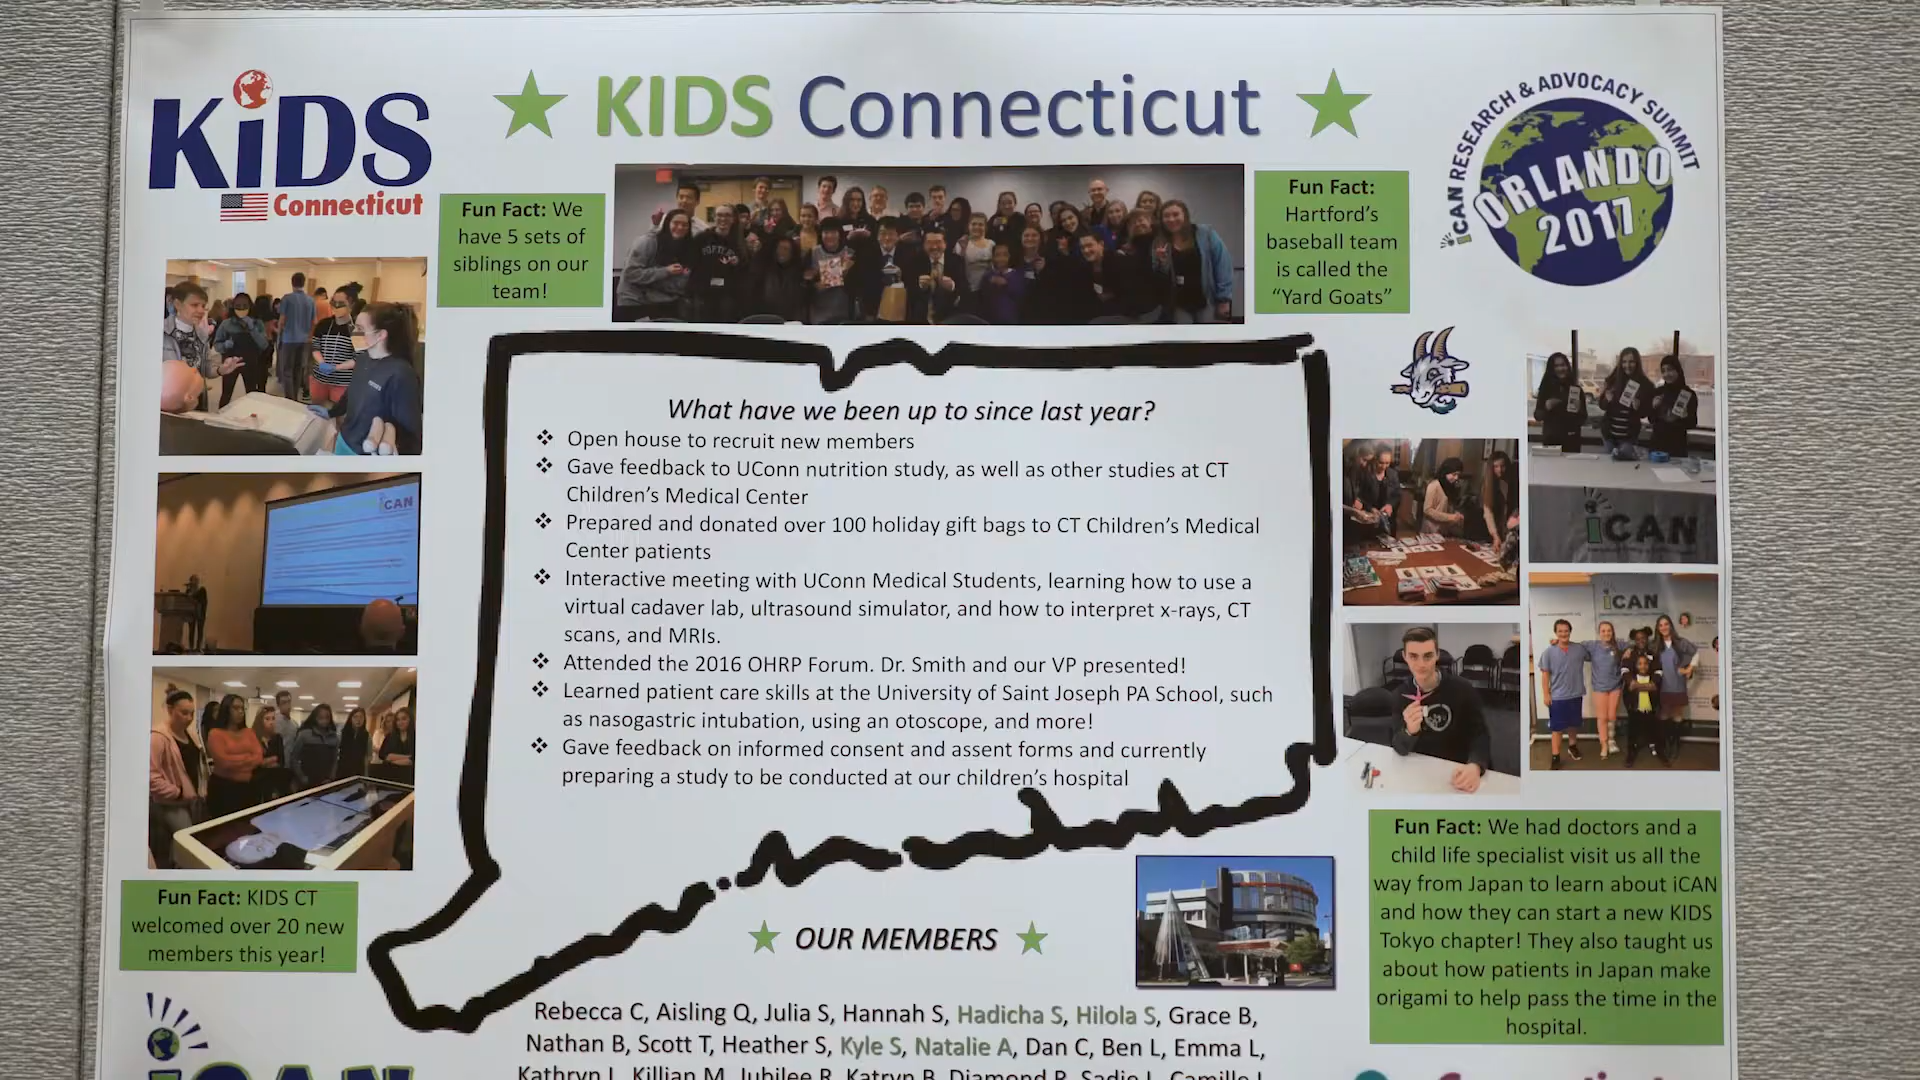 KiDS
Connecticut
KIDS Connecticut
iCAN RESEARCH & ADVOCACY SUMMIT
ORLANDO
2017
Fun Fact: We
have 5 sets of
siblings on our
team!
Fun Fact:
Hartford’s
baseball team
is called the
“Yard Goats”
What have we been up to since last year?
❖ Open house to recruit new members
❖ Gave feedback to UConn nutrition study, as well as other studies at CT
Children’s Medical Center
❖ Prepared and donated over 100 holiday gift bags to CT Children’s Medical
Center patients
❖ Interactive meeting with UConn Medical Students, learning how to use a
virtual cadaver lab, ultrasound simulator, and how to interpret x-rays, CT
scans, and MRIs.
❖ Attended the 2016 OHRP Forum. Dr. Smith and our VP presented!
❖ Learned patient care skills at the University of Saint Joseph PA School, such
as nasogastric intubation, using an otoscope, and more!
❖ Gave feedback on informed consent and assent forms and currently
preparing a study to be conducted at our children’s hospital
iCAN
iCAN
iCAN
Fun Fact: KIDS CT
welcomed over 20 new
members this year!
Fun Fact: We had doctors and a
child life specialist visit us all the
way from Japan to learn about iCAN
and how they can start a new KIDS
Tokyo chapter! They also taught us
about how patients in Japan make
origami to help pass the time in the
hospital.
OUR MEMBERS
Rebecca C, Aisling Q, Julia S, Hannah S, Hadicha S, Hilola S, Grace B,
Nathan B, Scott T, Heather S, Kyle S, Natalie A, Dan C, Ben L, Emma L,
Kathryn L, Killian M, Jubilee R, Katryn B, Diamond R, Sadie L, Camille L
iCAN